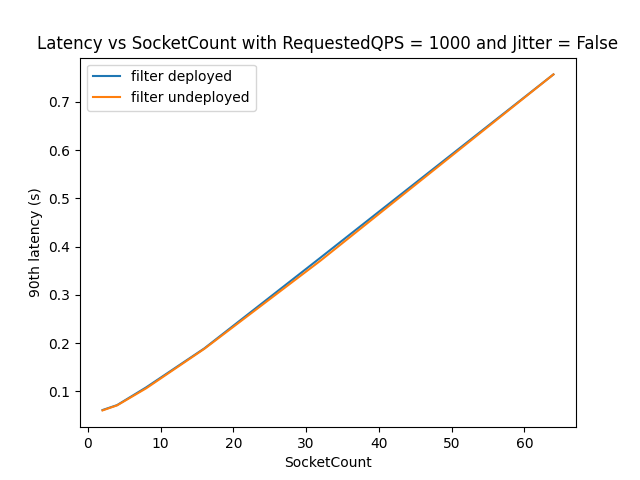 Latency vs SocketCount with RequestedQPS = 1000 and Jitter = False
filter deployed
filter undeployed
90th latency (s)
0.7
0.6
0.5
0.4
0.3
0.2
0.1
0 10 20 30 40 50 60
SocketCount